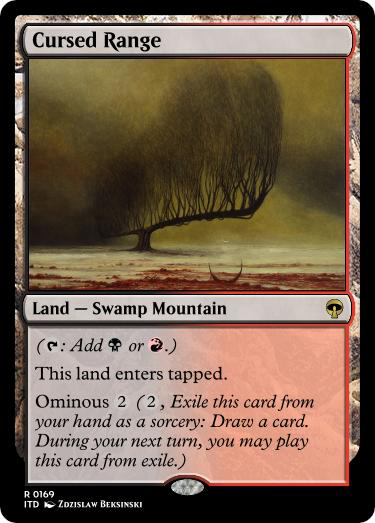 Cursed Range
Land — Swamp Mountain
(: Add or .)
This land enters tapped.
Ominous 2 (2, Exile this card from
your hand as a sorcery: Draw a card.
During your next turn, you may play
this card from exile.)
R 0169
ITD Zdzislaw Beksinski